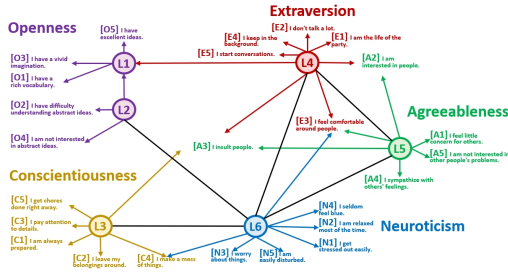 Extraversion
Openness
[E2] I don't talk a lot.
[O5] I have
excellent ideas.
[E4] I keep in the
background.
[E1] I am the life of the
party.
[E5] I start conversations.
[A2] I am
interested in people.
[O3] I have a vivid
imagination.
L1
L4
[O1] I have a
rich vocabulary.
[O2] I have difficulty
understanding abstract ideas.
L2
[E3] I feel comfortable
around people.
Agreeableness
[O4] I am not interested
in abstract ideas.
[A3] I insult people.
L5
[A1] I feel little
concern for others.
[A5] I am not interested in
other people's problems.
[A4] I sympathize with
others' feelings.
Conscientiousness
[C5] I get shores
done right away.
[C3] I pay attention
to details.
L3
L6
[N4] I seldom
feel blue.
[N2] I am relaxed
most of the time.
Neuroticism
[C1] I am always
prepared.
[N1] I get
stressed out easily.
[C2] I leave my
belongings around.
[C4] I make a mess
of things.
[N3] I worry
about things.
[N5] I am
easily disturbed.